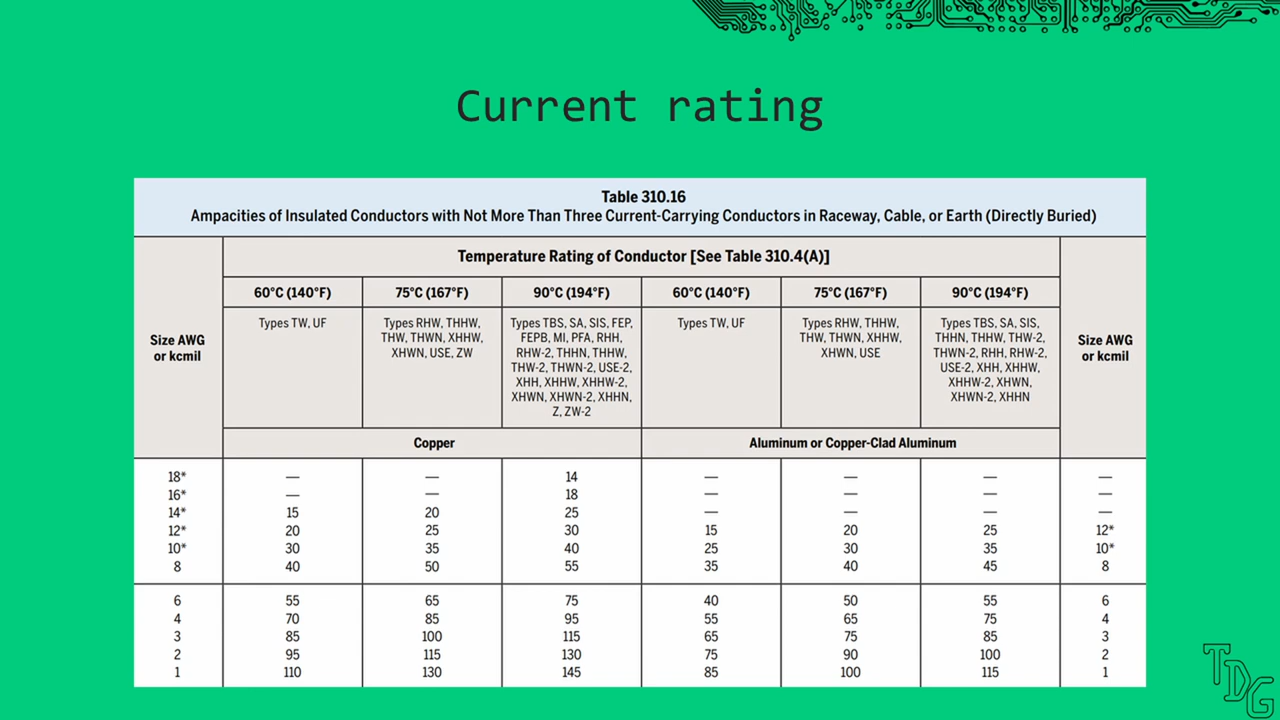 Current rating
Table 310.16
Ampacities of Insulated Conductors with Not More Than Three Current-Carrying Conductors in Raceway, Cable, or Earth (Directly Buried)
Size AWG
or kcmil
Temperature Rating of Conductor [See Table 310.4(A)]
Size AWG
or kcmil
60°C (140°F) 75°C (167°F) 90°C (194°F) 60°C (140°F) 75°C (167°F) 90°C (194°F)
Types TW, UF
Types RHW, THHW,
THW, THWN, XHHW,
XHWN, USE, ZW
Types TBS, SA, SIS, FEP,
FEPB, MI, PFA, RHH,
RHW-2, THHN, THHW,
THW-2, THWN-2, USE-2,
XHH, XHHW, XHHW-2,
XHWN, XHWN-2, XHHN,
Z, ZW-2
Types TW, UF
Types RHW, THHW,
THW, THWN, XHHW,
XHWN, USE
Types TBS, SA, SIS,
THHN, THHW, THW-2,
THWN-2, RHH, RHW-2,
USE-2, XHH, XHHW,
XHHW-2, XHWN,
XHWN-2, XHHN
Copper Aluminum or Copper-Clad Aluminum
18* — — 14 — — — —
16* — — 18 — — — —
14* 15 20 25 — — — —
12* 20 25 30 15 20 25 12*
10* 30 35 40 25 30 35 10*
8 40 50 55 35 40 45 8
6 55 65 75 40 50 55 6
4 70 85 95 55 65 75 4
3 85 100 115 65 75 85 3
2 95 115 130 75 90 100 2
1 110 130 145 85 100 115 1
TDG